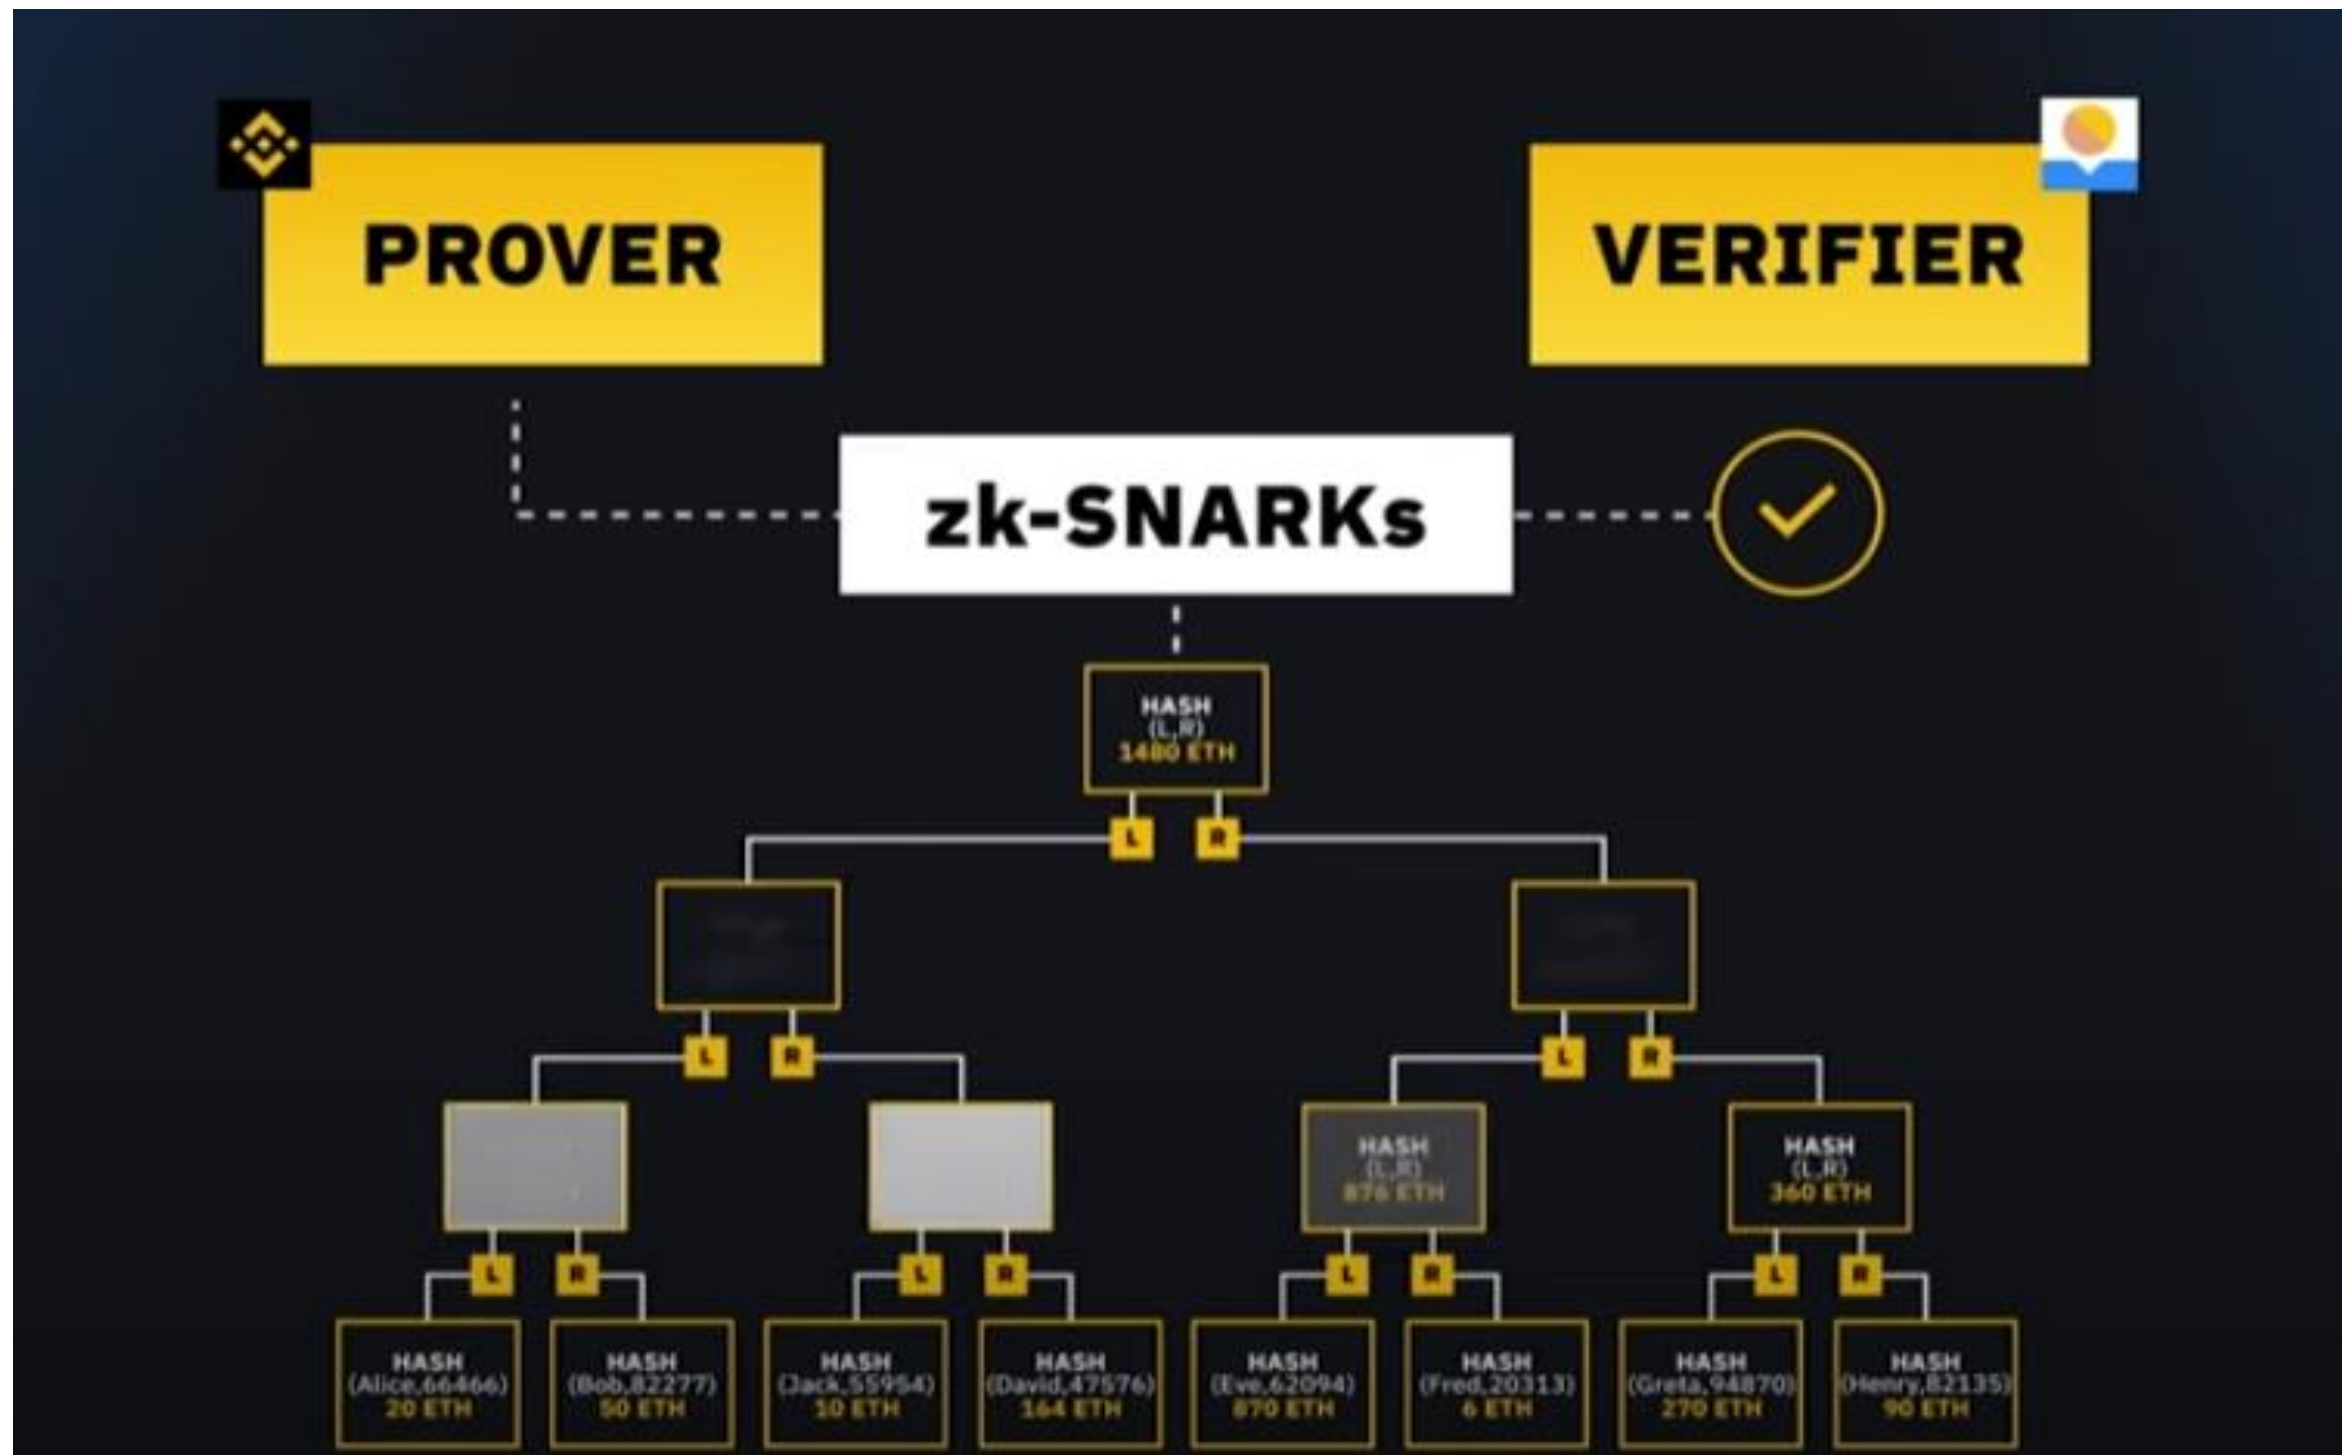 PROVER
VERIFIER
zk-SNARKs
HASH
(L,R)
1480 ETH
L
R
L
R
L
R
HASH
(L,R)
876 ETH
HASH
(L,R)
360 ETH
L
R
L
R
L
R
L
R
HASH
(Alice,66466)
20 ETH
HASH
(Bob,82277)
50 ETH
HASH
(Jack,55954)
10 ETH
HASH
(David,47576)
164 ETH
HASH
(Eve,62094)
870 ETH
HASH
(Fred,20313)
6 ETH
HASH
(Greta,94870)
270 ETH
HASH
(Henry,82135)
90 ETH